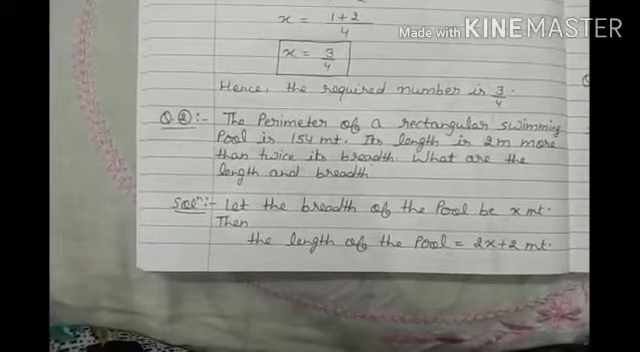 x = 1+2
4
Made with KINEMASTER
x = 3
4
Hence, the required number is 3/4.
Q.②:- The Perimeter of a rectangular swimming
Pool is 154 mt. Its length is 2m more
than twice its breadth. What are the
length and breadth
Solⁿ:- Let the breadth of the Pool be x mt.
Then
the length of the Pool = 2x+2 mt.